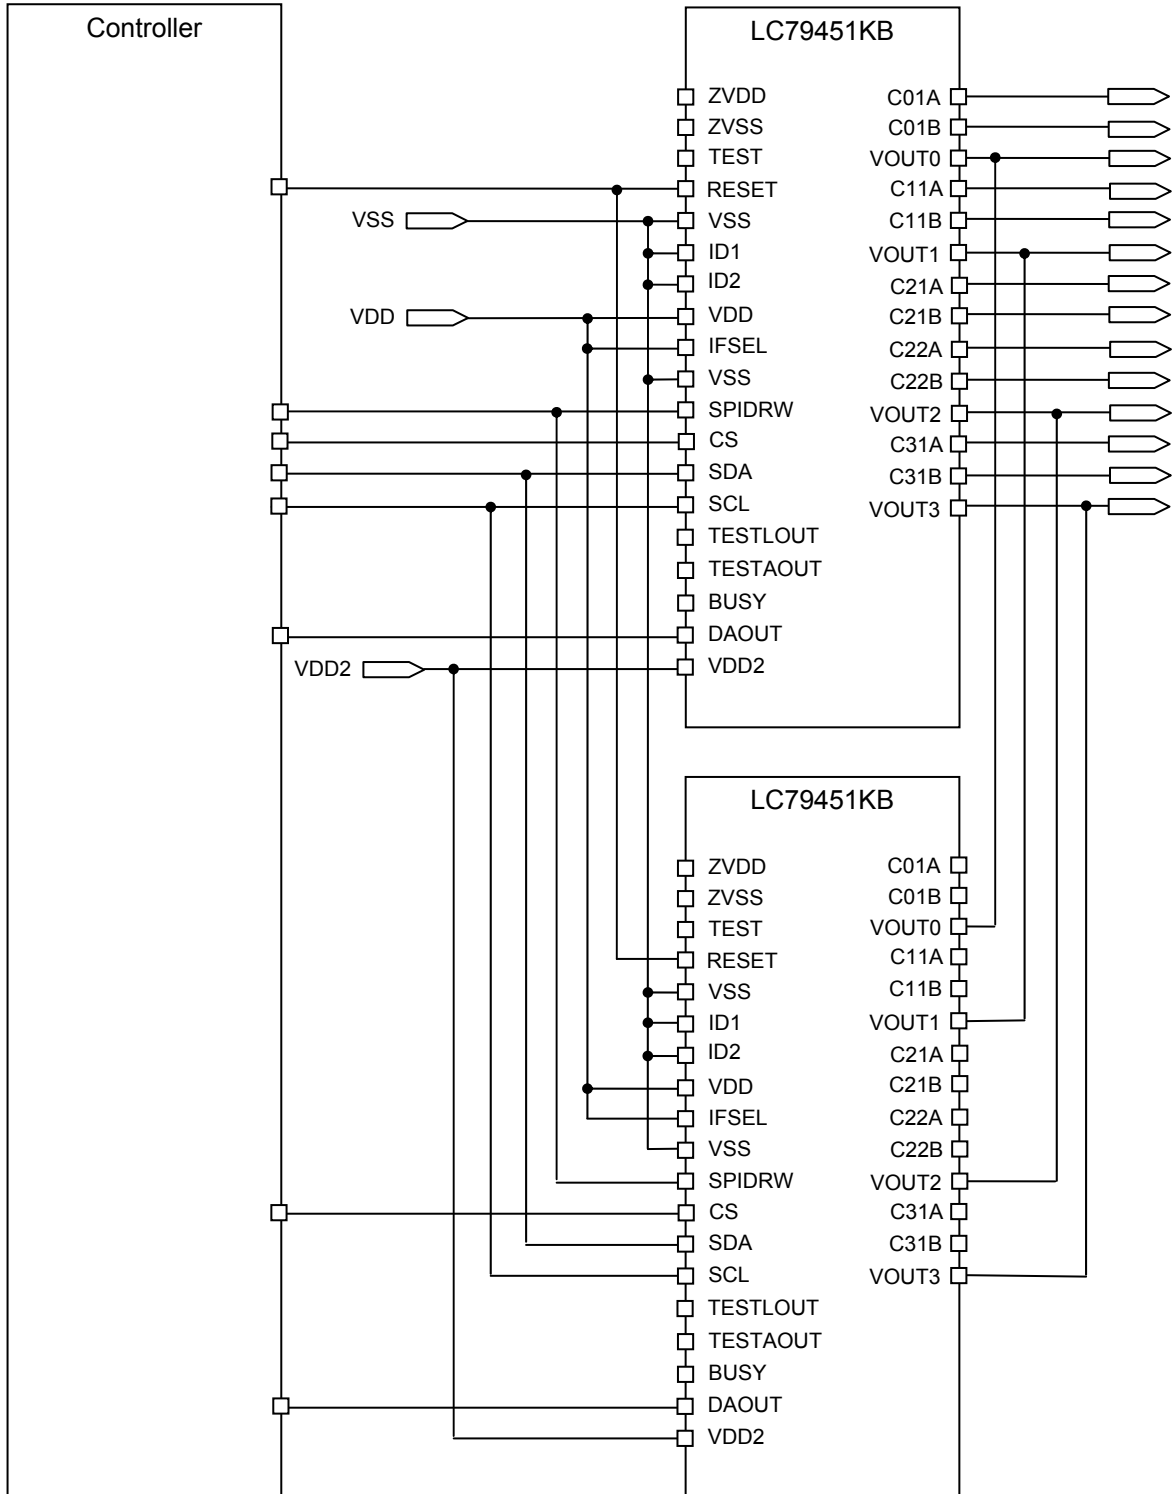 Controller
LC79451KB
ZVDD
ZVSS
TEST
RESET
VSS
ID1
ID2
VDD
IFSEL
VSS
SPIDRW
CS
SDA
SCL
TESTLOUT
TESTAOUT
BUSY
DAOUT
VDD2
C01A
C01B
VOUT0
C11A
C11B
VOUT1
C21A
C21B
C22A
C22B
VOUT2
C31A
C31B
VOUT3
VSS
VDD
VDD2
LC79451KB
ZVDD
ZVSS
TEST
RESET
VSS
ID1
ID2
VDD
IFSEL
VSS
SPIDRW
CS
SDA
SCL
TESTLOUT
TESTAOUT
BUSY
DAOUT
VDD2
C01A
C01B
VOUT0
C11A
C11B
VOUT1
C21A
C21B
C22A
C22B
VOUT2
C31A
C31B
VOUT3